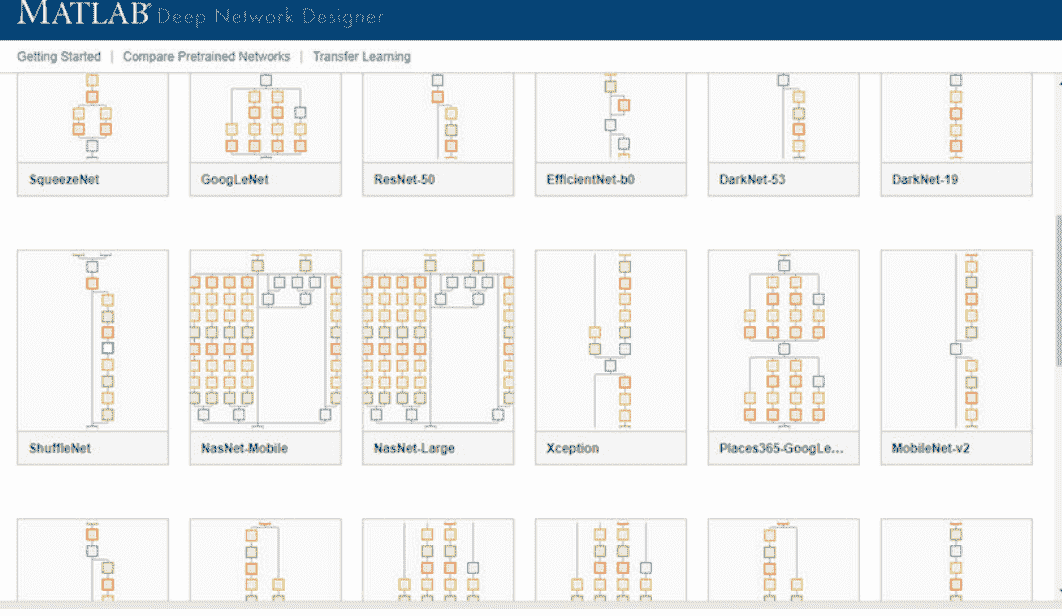 MATLAB® Deep Network Designer
Getting Started | Compare Pretrained Networks | Transfer Learning
SqueezeNet
GoogLeNet
ResNet-50
EfficientNet-b0
DarkNet-53
DarkNet-19
ShuffleNet
NasNet-Mobile
NasNet-Large
Xception
Places365-GoogLe...
MobileNet-v2